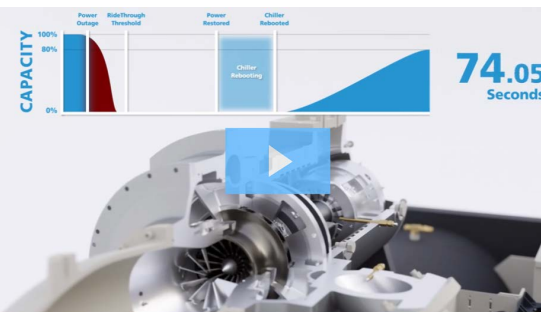 Power
Outage
RideThrough
Threshold
Power
Restored
Chiller
Rebooted
CAPACITY
100%
80%
0%
Chiller
Rebooting
74.05
Seconds